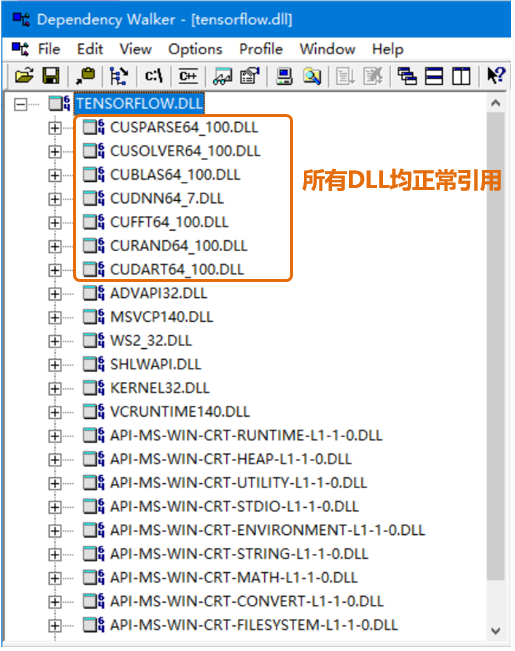 Dependency Walker - [tensorflow.dll]
File Edit View Options Profile Window Help
c:\ C++
TENSORFLOW.DLL
CUSPARSE64_100.DLL
CUSOLVER64_100.DLL
CUBLAS64_100.DLL
所有DLL均正常引用
CUDNN64_7.DLL
CUFFT64_100.DLL
CURAND64_100.DLL
CUDART64_100.DLL
ADVAPI32.DLL
MSVCP140.DLL
WS2_32.DLL
SHLWAPI.DLL
KERNEL32.DLL
VCRUNTIME140.DLL
API-MS-WIN-CRT-RUNTIME-L1-1-0.DLL
API-MS-WIN-CRT-HEAP-L1-1-0.DLL
API-MS-WIN-CRT-UTILITY-L1-1-0.DLL
API-MS-WIN-CRT-STDIO-L1-1-0.DLL
API-MS-WIN-CRT-ENVIRONMENT-L1-1-0.DLL
API-MS-WIN-CRT-STRING-L1-1-0.DLL
API-MS-WIN-CRT-MATH-L1-1-0.DLL
API-MS-WIN-CRT-CONVERT-L1-1-0.DLL
API-MS-WIN-CRT-FILESYSTEM-L1-1-0.DLL